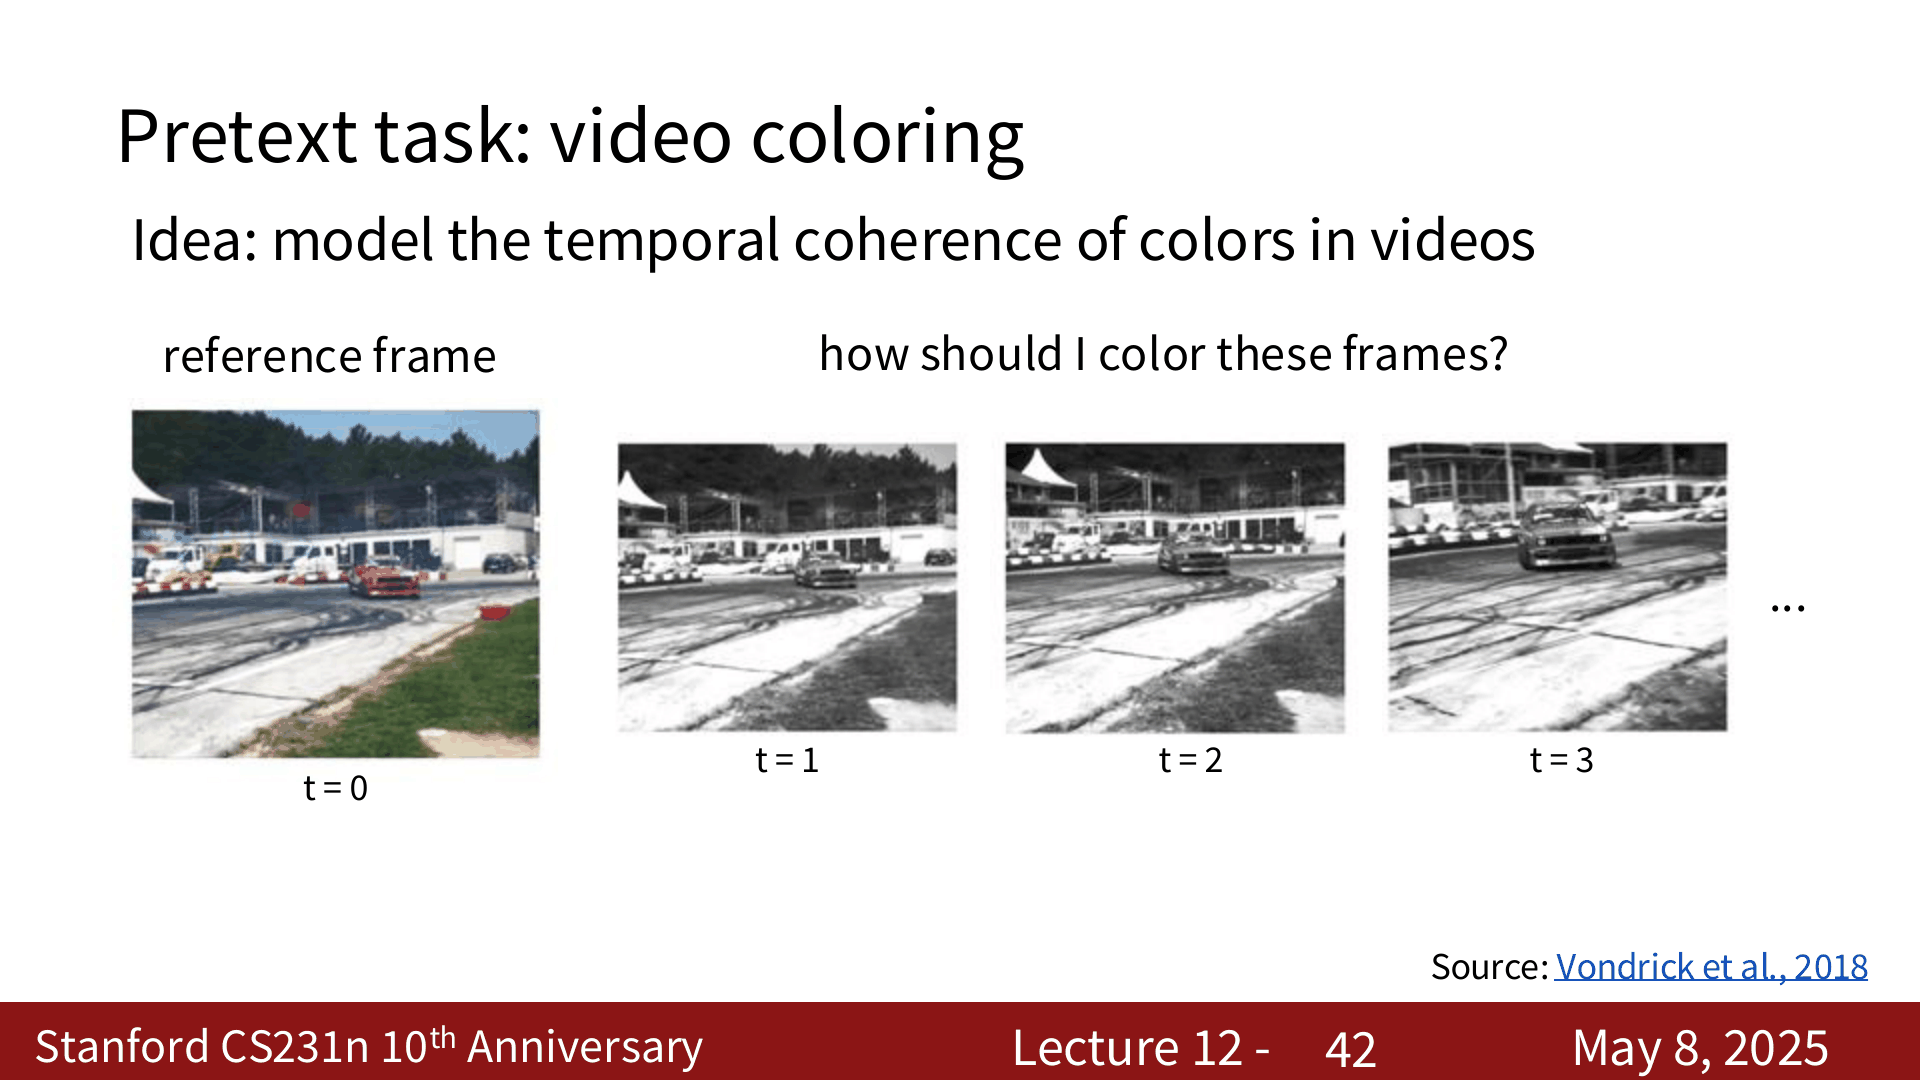 Pretext task: video coloring
Idea: model the temporal coherence of colors in videos
reference frame
how should I color these frames?
...
t = 0
t = 1
t = 2
t = 3
Source: Vondrick et al., 2018
Stanford CS231n 10th Anniversary
Lecture 12 - 42
May 8, 2025